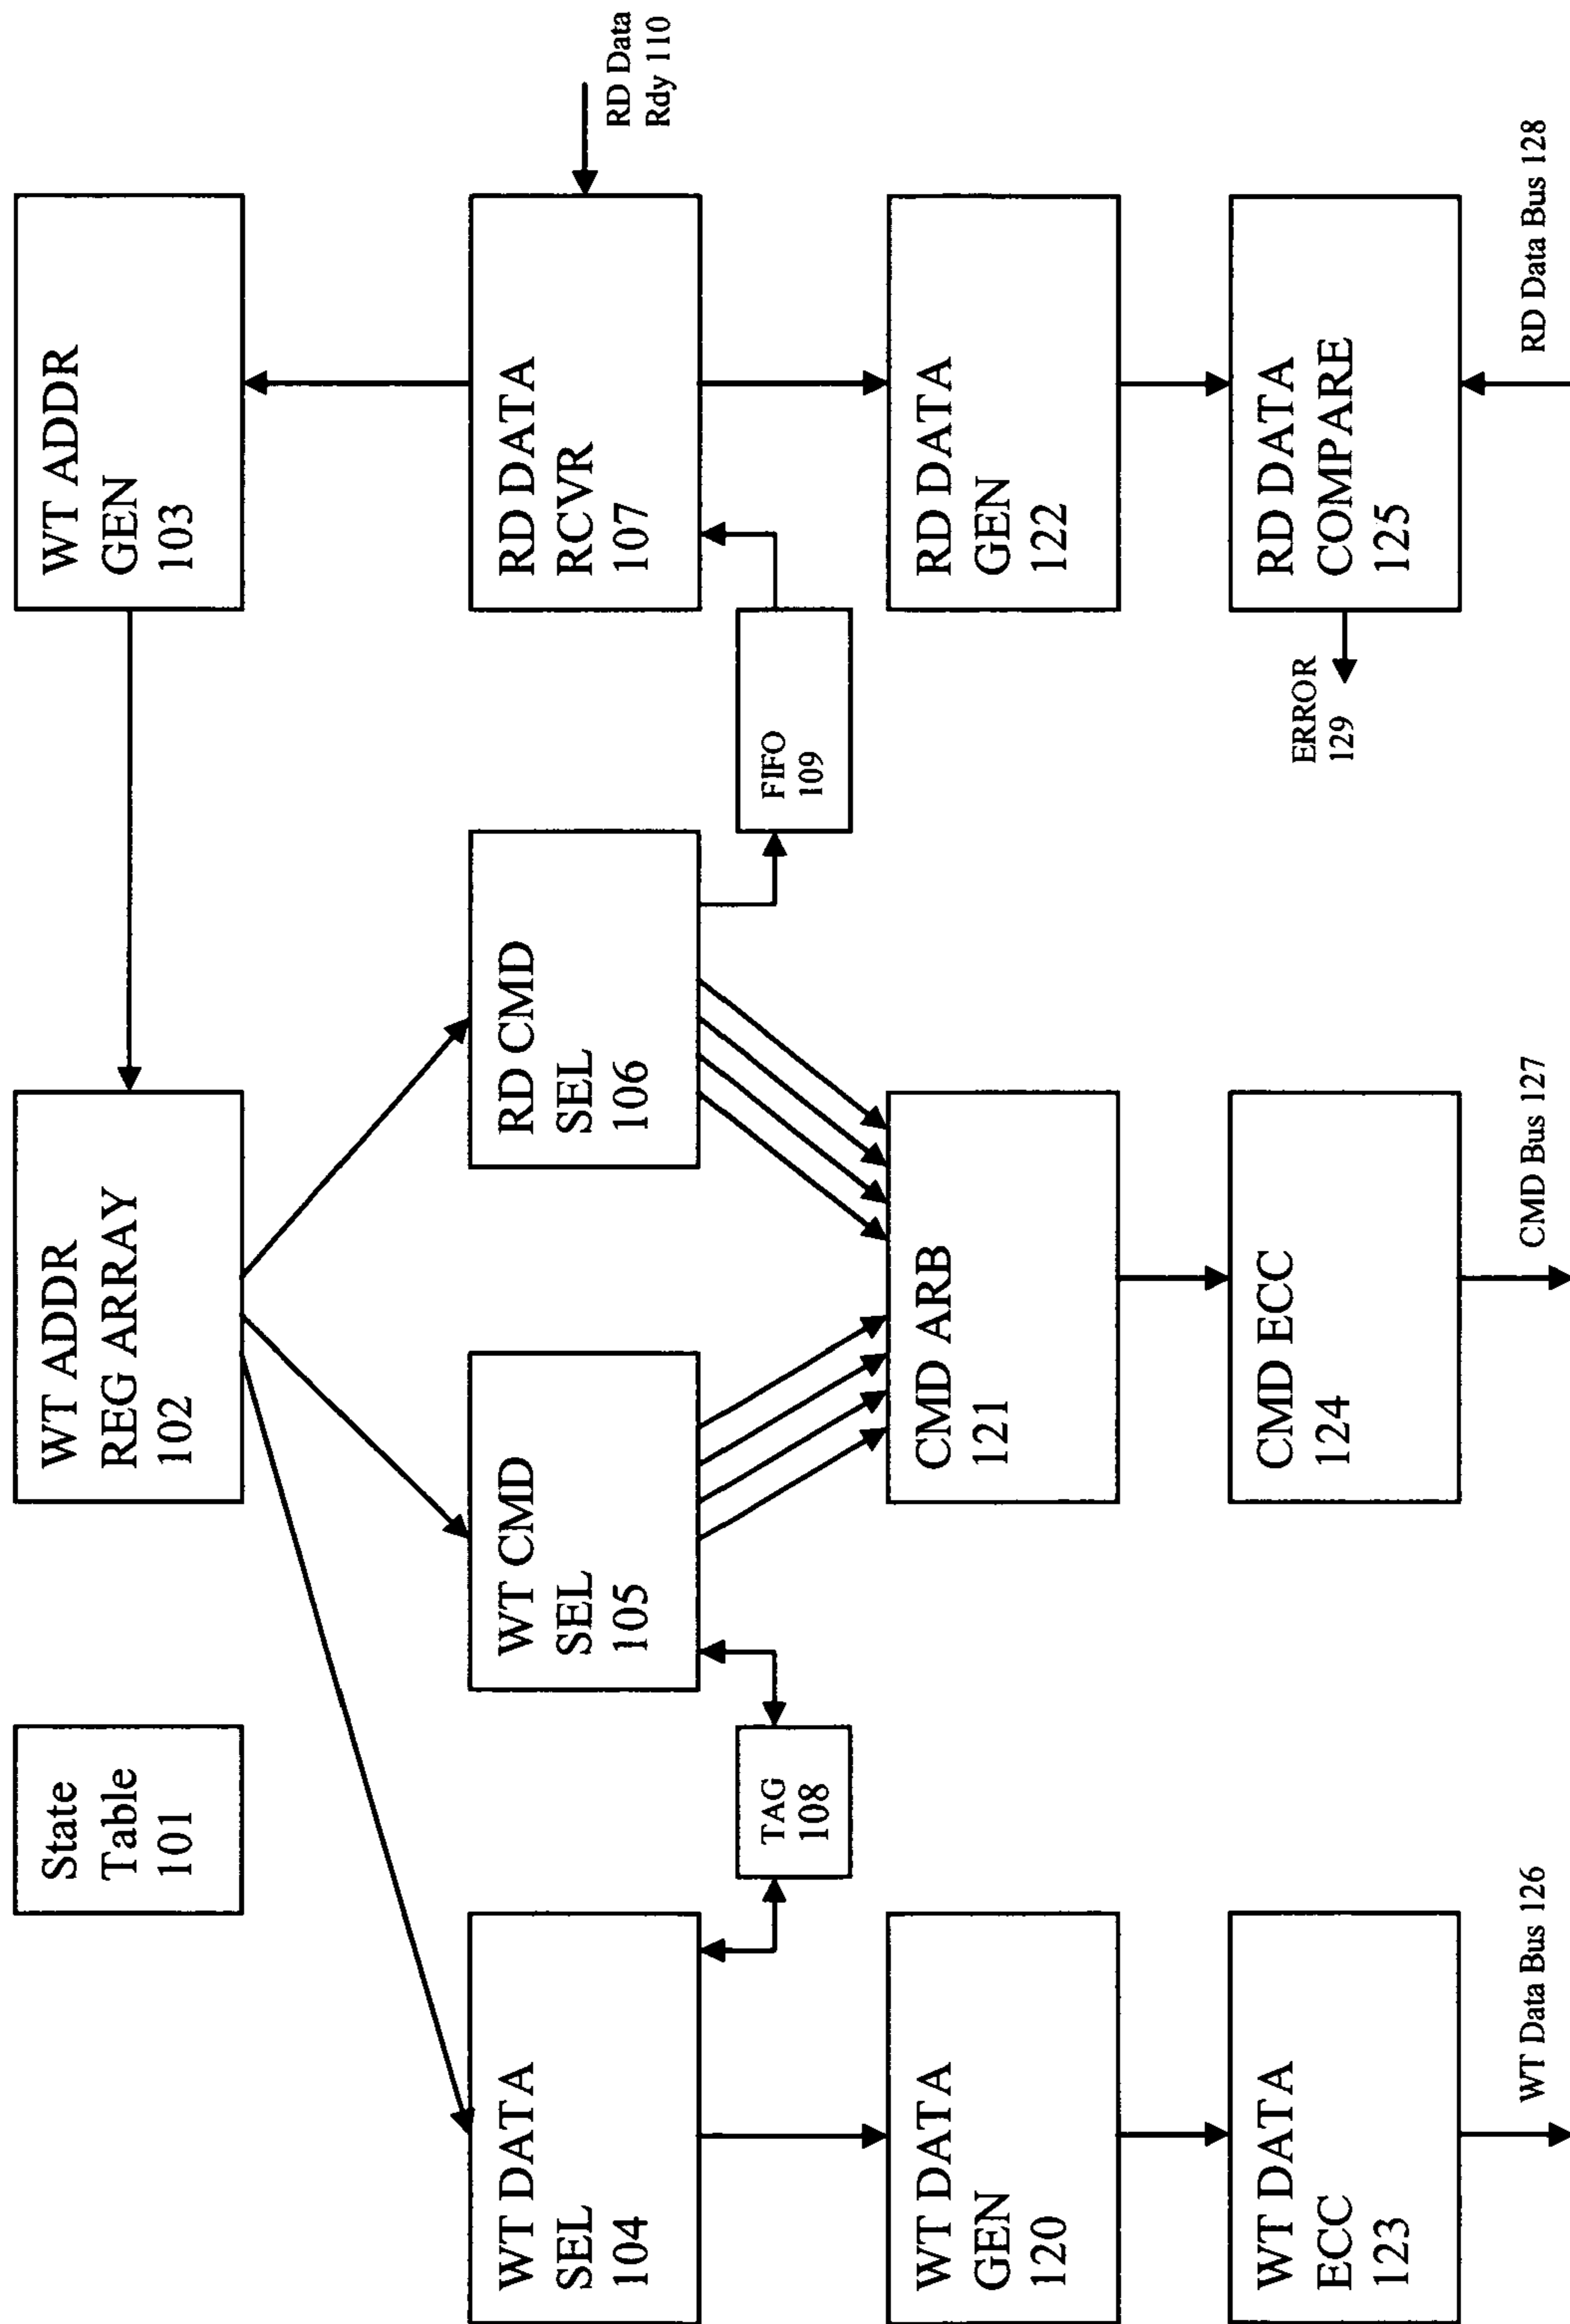 State
Table
101
WT ADDR
REG ARRAY
102
WT ADDR
GEN
103
WT DATA
SEL
104
WT CMD
SEL
105
RD CMD
SEL
106
RD DATA
RCVR
107
RD Data
Rdy 110
TAG
108
FIFO
109
WT DATA
GEN
120
CMD ARB
121
RD DATA
GEN
122
WT DATA
ECC
123
CMD ECC
124
RD DATA
COMPARE
125
ERROR
129
WT Data Bus 126
CMD Bus 127
RD Data Bus 128